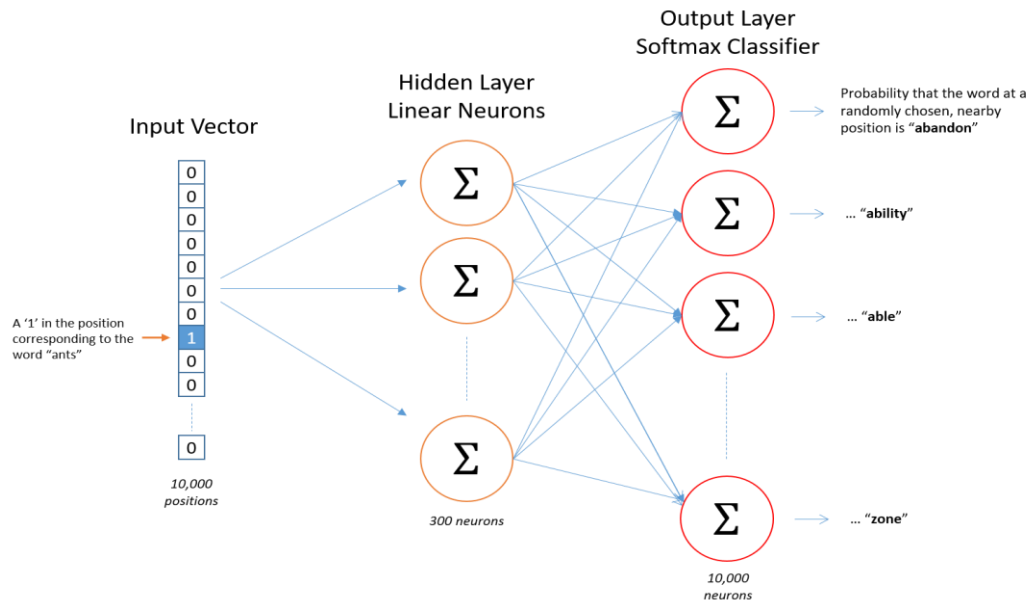 Output Layer
Softmax Classifier
Hidden Layer
Linear Neurons
Input Vector
0
0
0
0
0
0
0
1
0
0
0
A ‘1’ in the position
corresponding to the
word “ants”
10,000
positions
Σ
Σ
Σ
300 neurons
Σ
Σ
Σ
Σ
10,000
neurons
Probability that the word at a
randomly chosen, nearby
position is “abandon”
... “ability”
... “able”
... “zone”